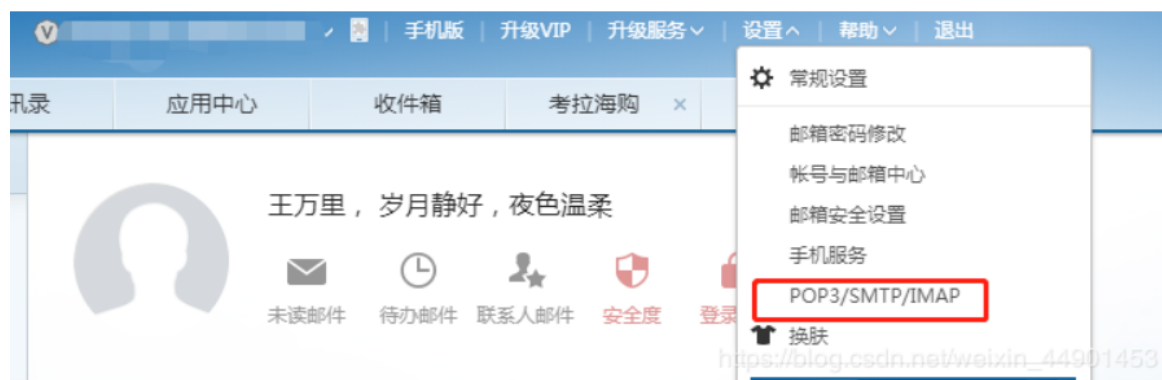 手机版 升级VIP 升级服务 设置 帮助 退出
常规设置
讯录 应用中心 收件箱 考拉海购 ×
邮箱密码修改
帐号与邮箱中心
邮箱安全设置
手机服务
POP3/SMTP/IMAP
换肤
王万里，岁月静好，夜色温柔
未读邮件 待办邮件 联系人邮件 安全度 登录
https://blog.csdn.net/weixin_44901453